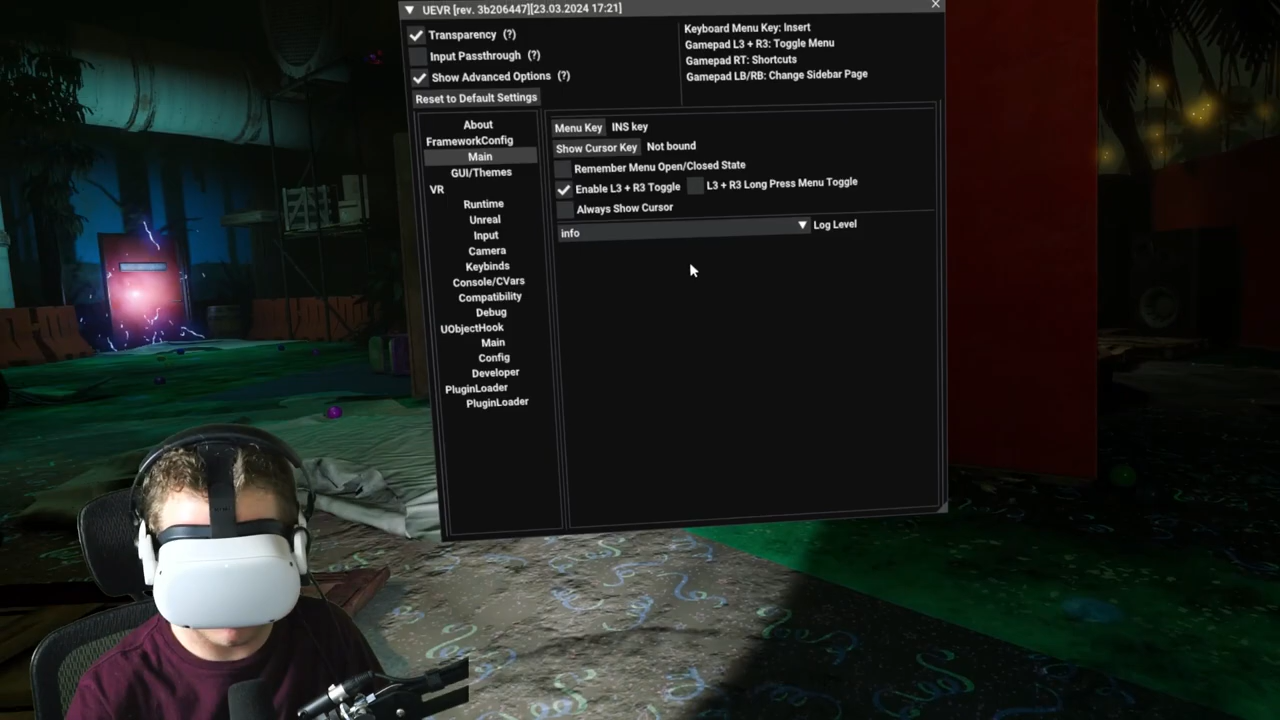 UEVR [rev. 3b206447][23.03.2024 17:21]
Transparency (?)
Input Passthrough (?)
Show Advanced Options (?)
Reset to Default Settings
Keyboard Menu Key: Insert
Gamepad L3 + R3: Toggle Menu
Gamepad RT: Shortcuts
Gamepad LB/RB: Change Sidebar Page
About
FrameworkConfig
Main
GUI/Themes
VR
Runtime
Unreal
Input
Camera
Keybinds
Console/CVars
Compatibility
Debug
UObjectHook
Main
Config
Developer
PluginLoader
PluginLoader
Menu Key INS key
Show Cursor Key Not bound
Remember Menu Open/Closed State
Enable L3 + R3 Toggle L3 + R3 Long Press Menu Toggle
Always Show Cursor
info Log Level